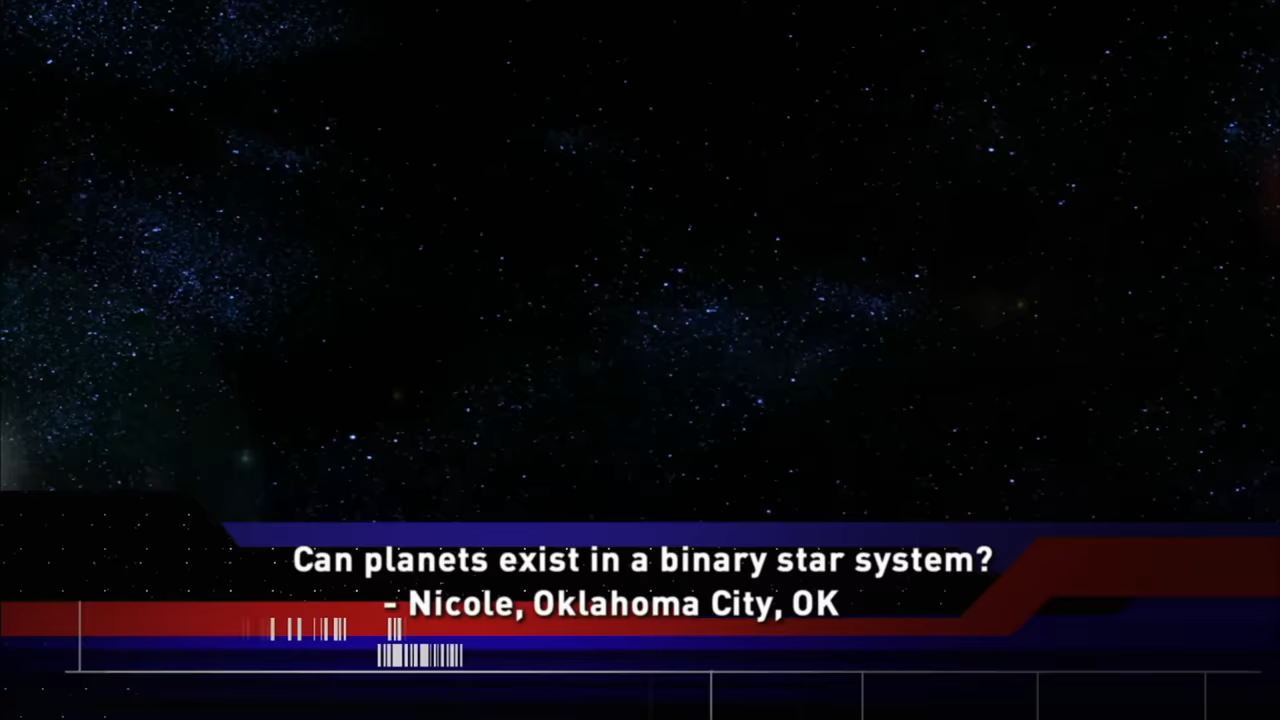 Can planets exist in a binary star system?
- Nicole, Oklahoma City, OK